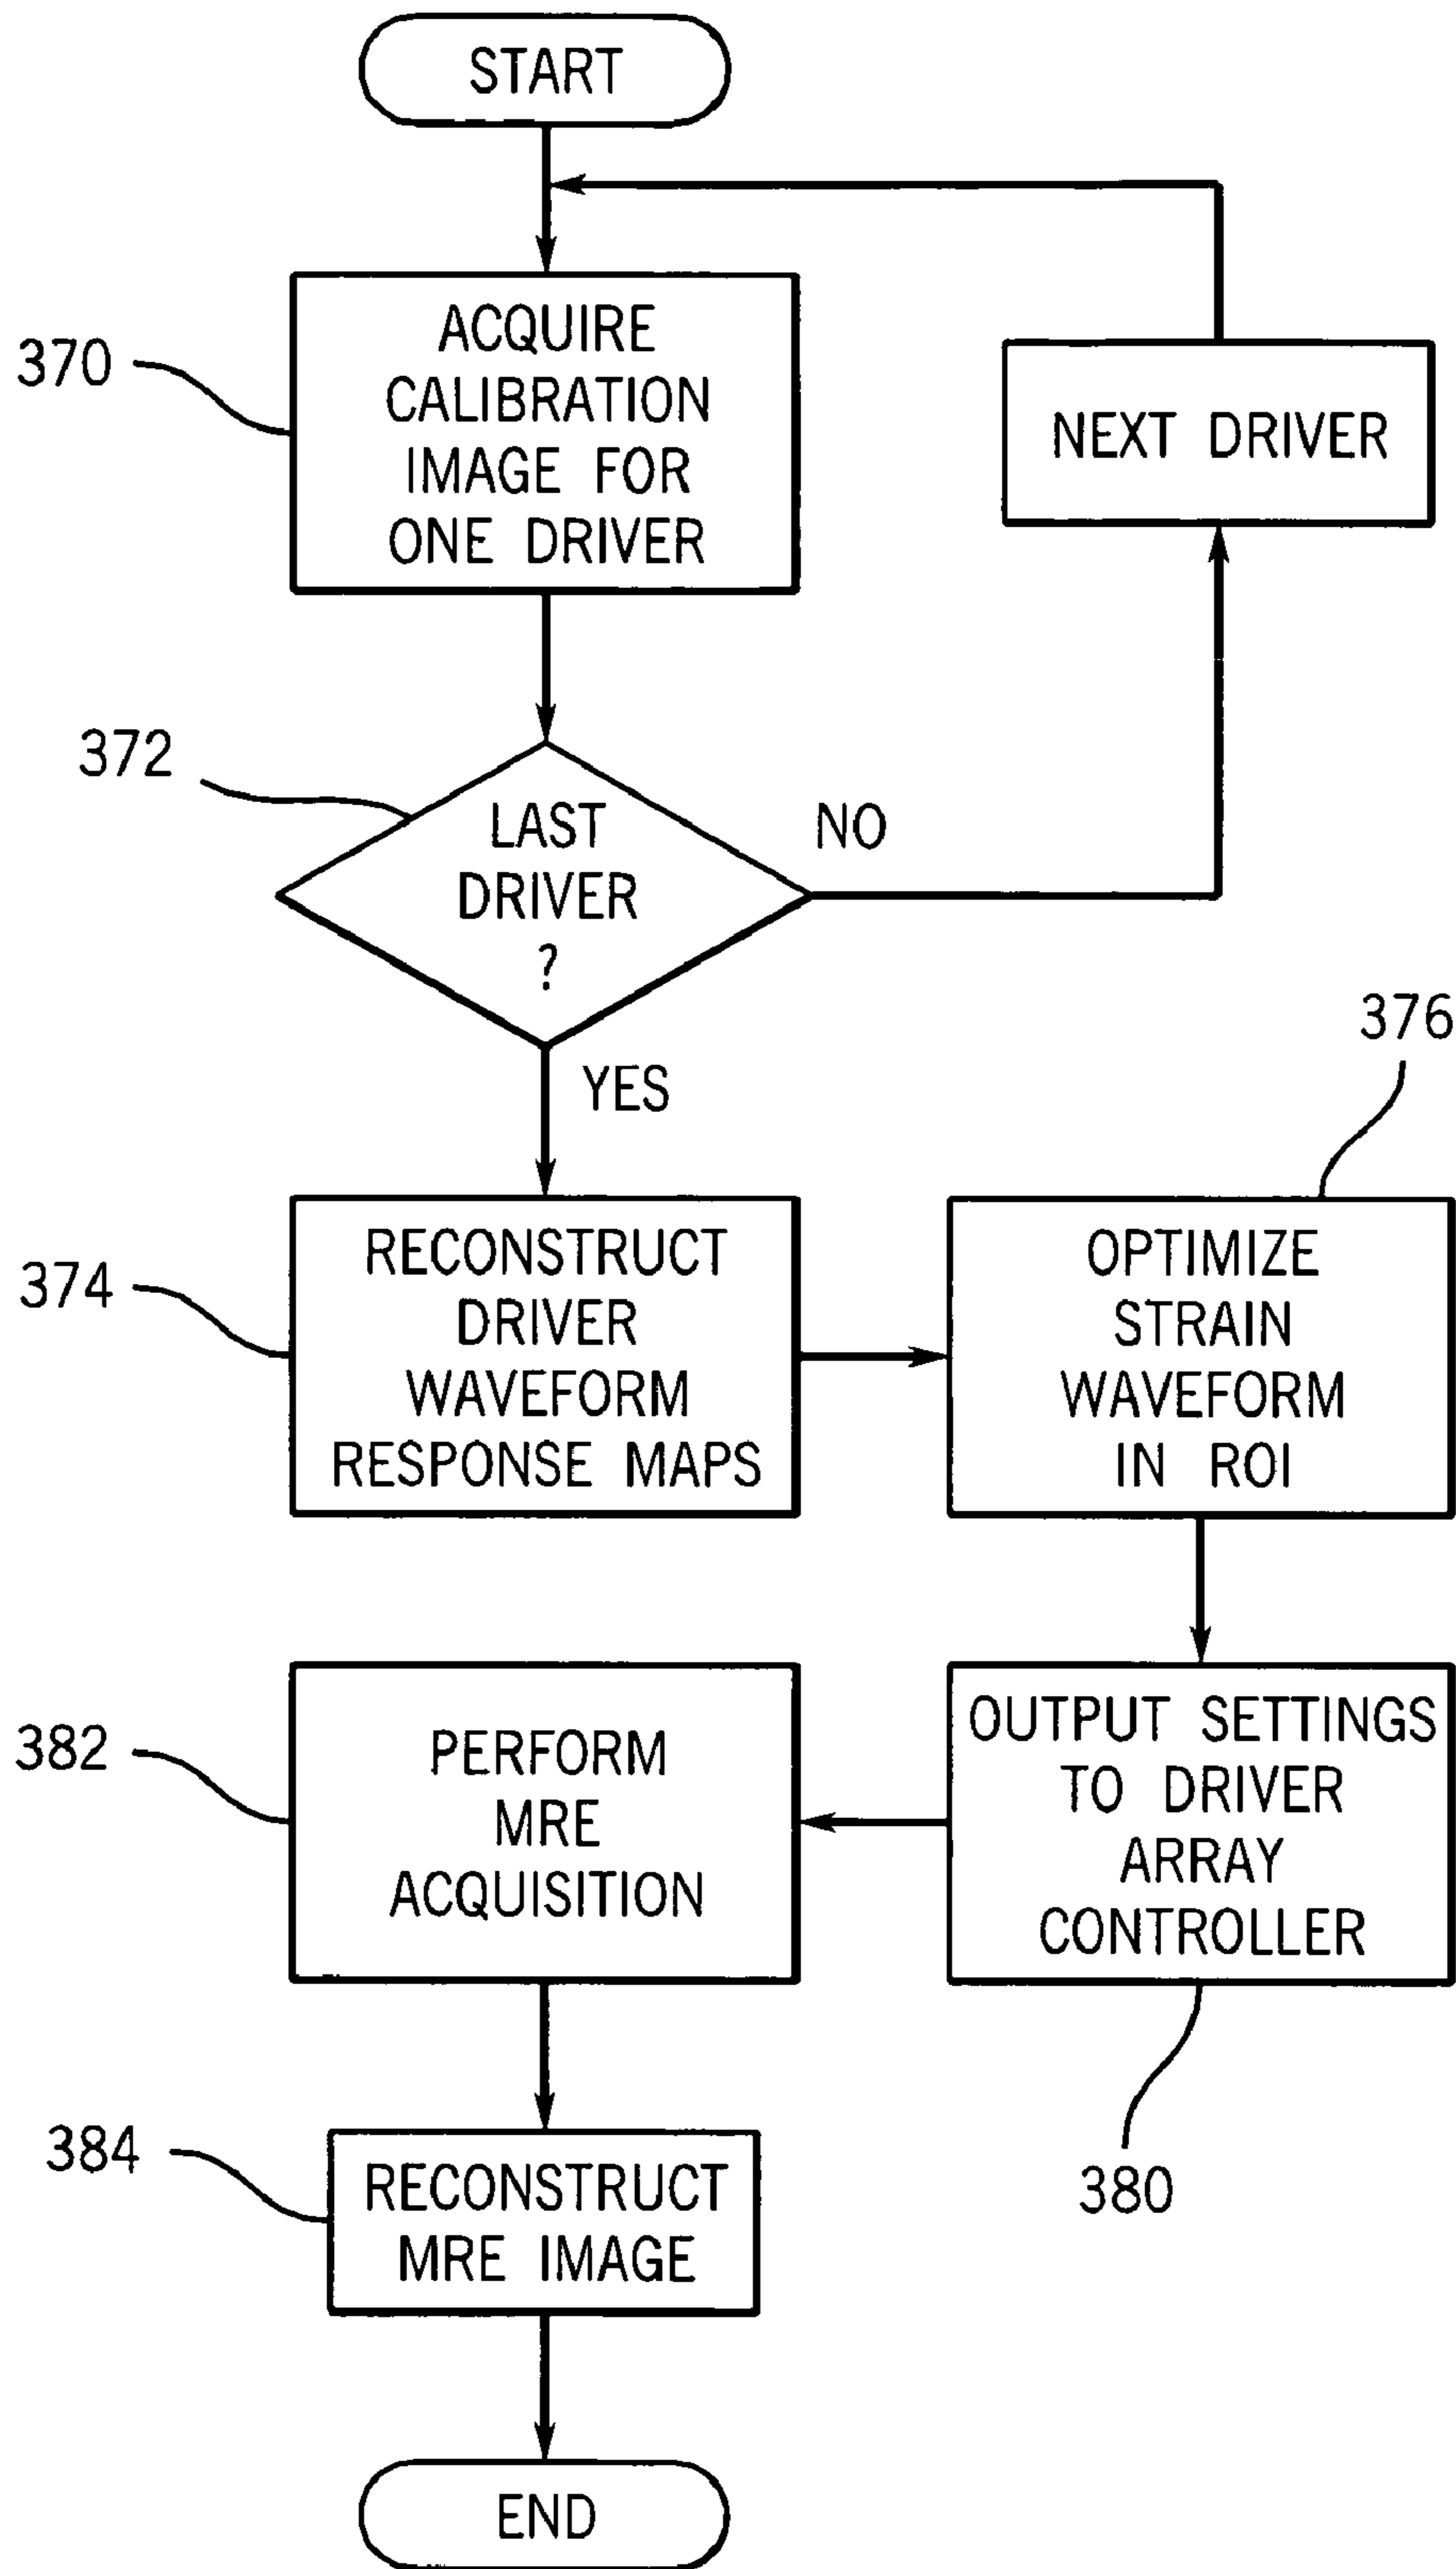 START
370
ACQUIRE
CALIBRATION
IMAGE FOR
ONE DRIVER
NEXT DRIVER
372
LAST
DRIVER
?
NO
YES
374
RECONSTRUCT
DRIVER
WAVEFORM
RESPONSE MAPS
376
OPTIMIZE
STRAIN
WAVEFORM
IN ROI
OUTPUT SETTINGS
TO DRIVER
ARRAY
CONTROLLER
380
382
PERFORM
MRE
ACQUISITION
384
RECONSTRUCT
MRE IMAGE
END